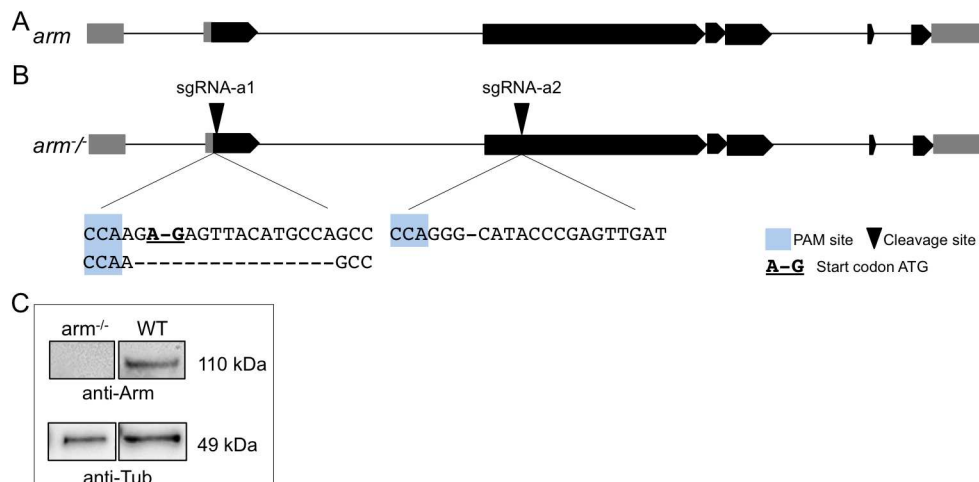 A
arm
B
sgRNA-a1 sgRNA-a2
arm-/-
CCAAGA-GAGTTACATGCCAGCC CCAGGG-CATACCCGAGTTGAT
CCAA-----------------GCC
PAM site Cleavage site
A-G Start codon ATG
C
arm-/- WT
110 kDa
anti-Arm
49 kDa
anti-Tub